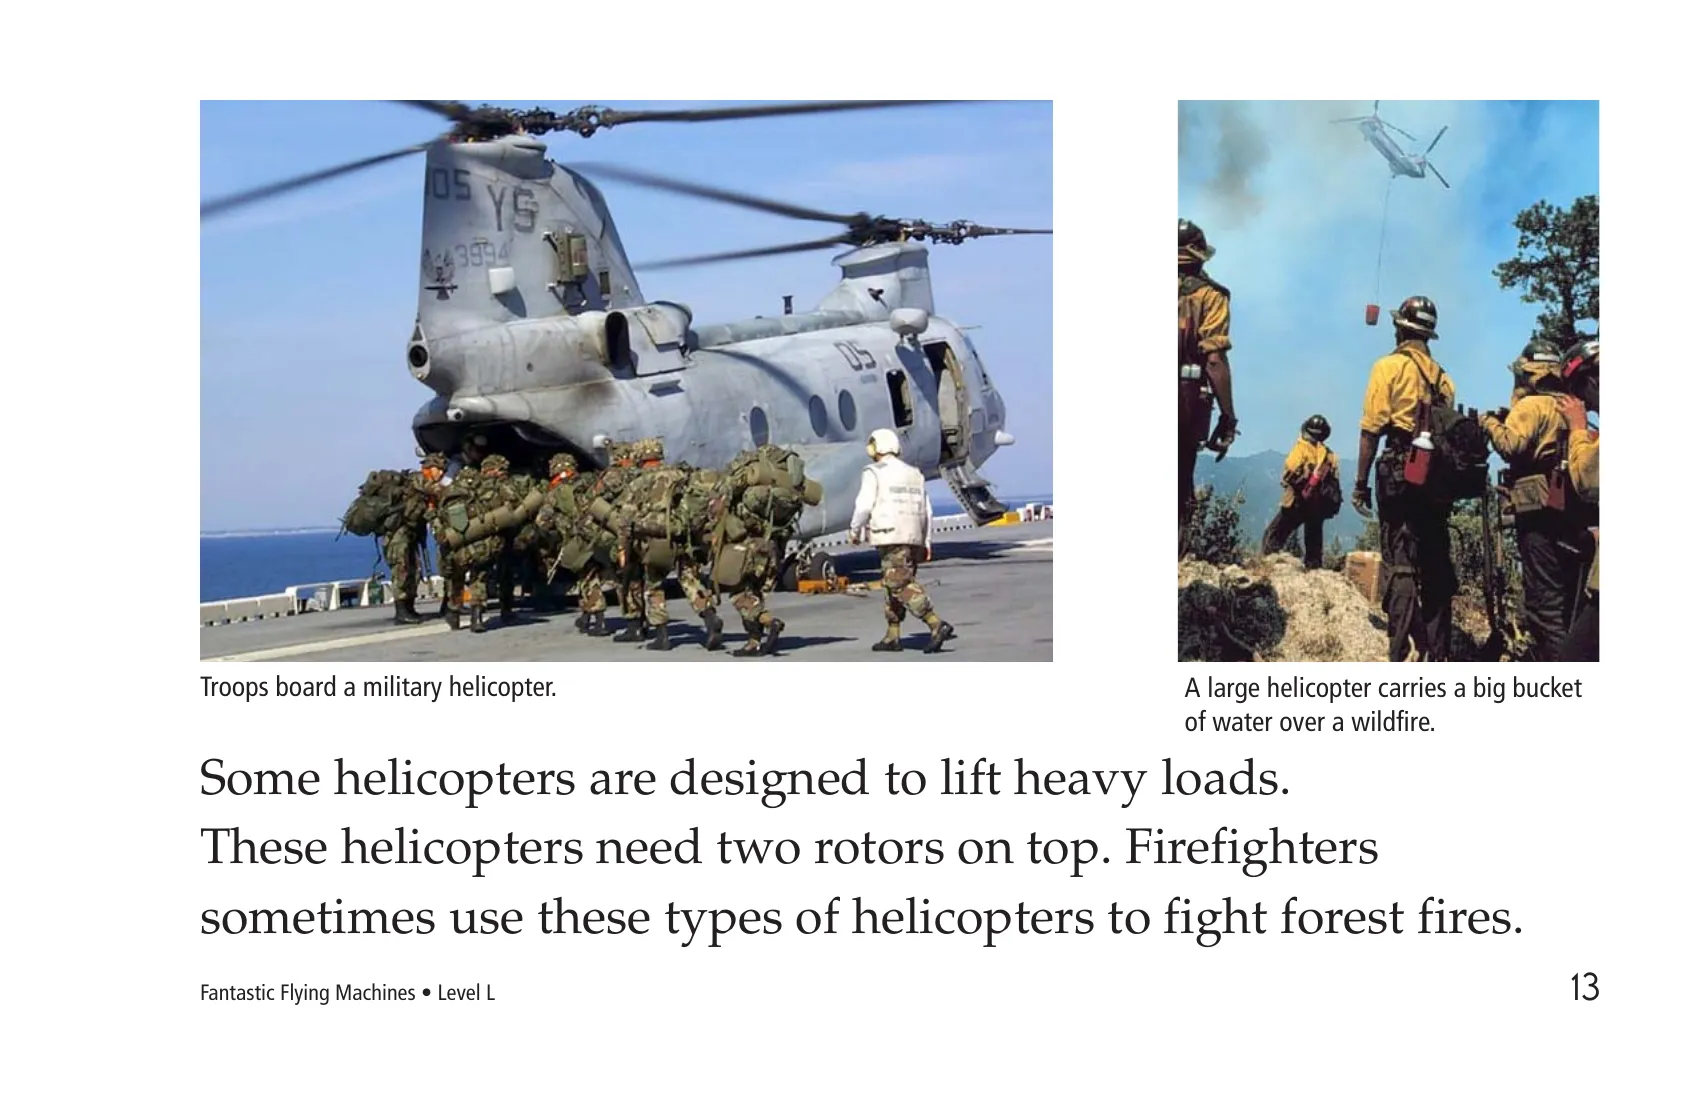 05
YS
3994
05
Troops board a military helicopter.
A large helicopter carries a big bucket
of water over a wildfire.
Some helicopters are designed to lift heavy loads.
These helicopters need two rotors on top. Firefighters
sometimes use these types of helicopters to fight forest fires.
Fantastic Flying Machines • Level L
13